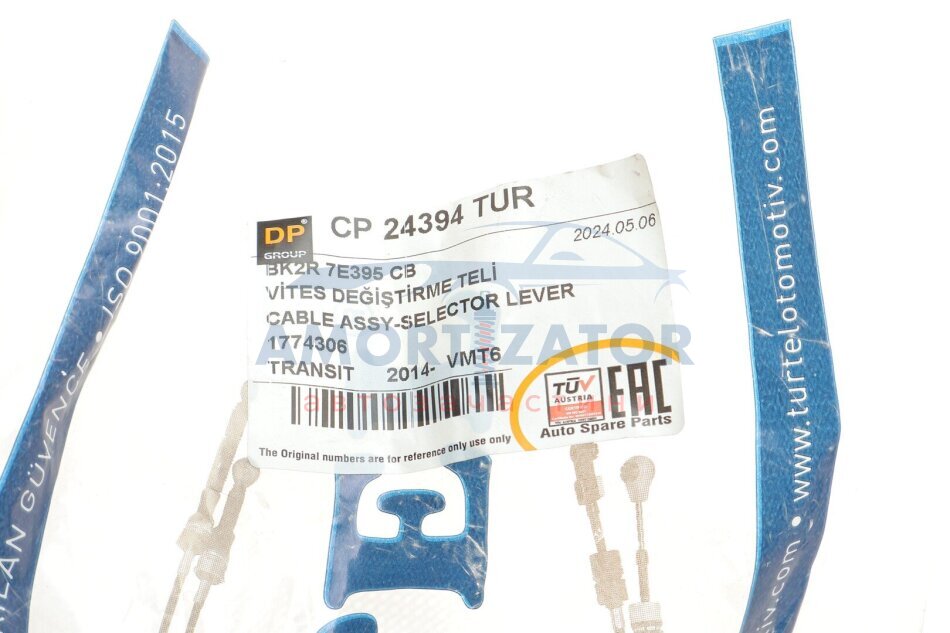 ISO 9001:2015
GÜVENCE •
DP
GROUP
CP 24394 TUR
2024.05.06
BK2R 7E395 CB
VİTES DEĞİŞTİRME TELİ
CABLE ASSY-SELECTOR LEVER
1774306
TRANSIT 2014- VMT6
AMORTIZATOR
автозапчастини
TÜV
AUSTRIA
EAC
Auto Spare Parts
The Original numbers are for reference only use only
• www.turtelotomotiv.com